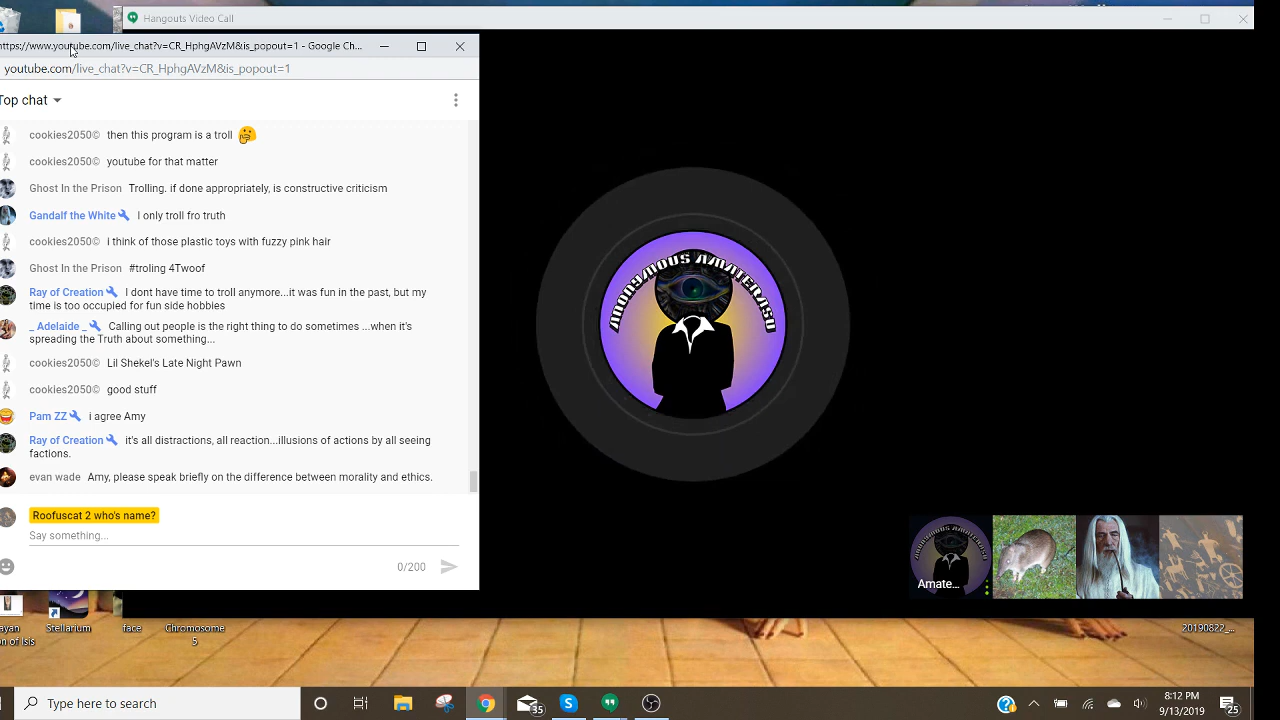 Hangouts Video Call
https://www.youtube.com/live_chat?v=CR_HphgAVzM&is_popout=1 - Google Ch...
youtube.com/live_chat?v=CR_HphgAVzM&is_popout=1
Top chat
cookies2050© then this program is a troll 🤔
cookies2050© youtube for that matter
Ghost In the Prison Trolling. if done appropriately, is constructive criticism
Gandalf the White I only troll fro truth
cookies2050© i think of those plastic toys with fuzzy pink hair
Ghost In the Prison #troling 4Twoof
Ray of Creation I dont have time to troll anymore...it was fun in the past, but my
time is too occupied for fun side hobbies
_ Adelaide _ Calling out people is the right thing to do sometimes ...when it's
spreading the Truth about something...
cookies2050© Lil Shekel's Late Night Pawn
cookies2050© good stuff
Pam ZZ i agree Amy
Ray of Creation it's all distractions, all reaction...illusions of actions by all seeing
factions.
evan wade Amy, please speak briefly on the difference between morality and ethics.
Roofuscat 2 who's name?
Say something...
0/200
ANONYMOUS AMATERASU
Amate...
ayan
on of Isis
Stellarium
face
Chromosome
5
20190822_...
Type here to search
35
8:12 PM
9/13/2019
25